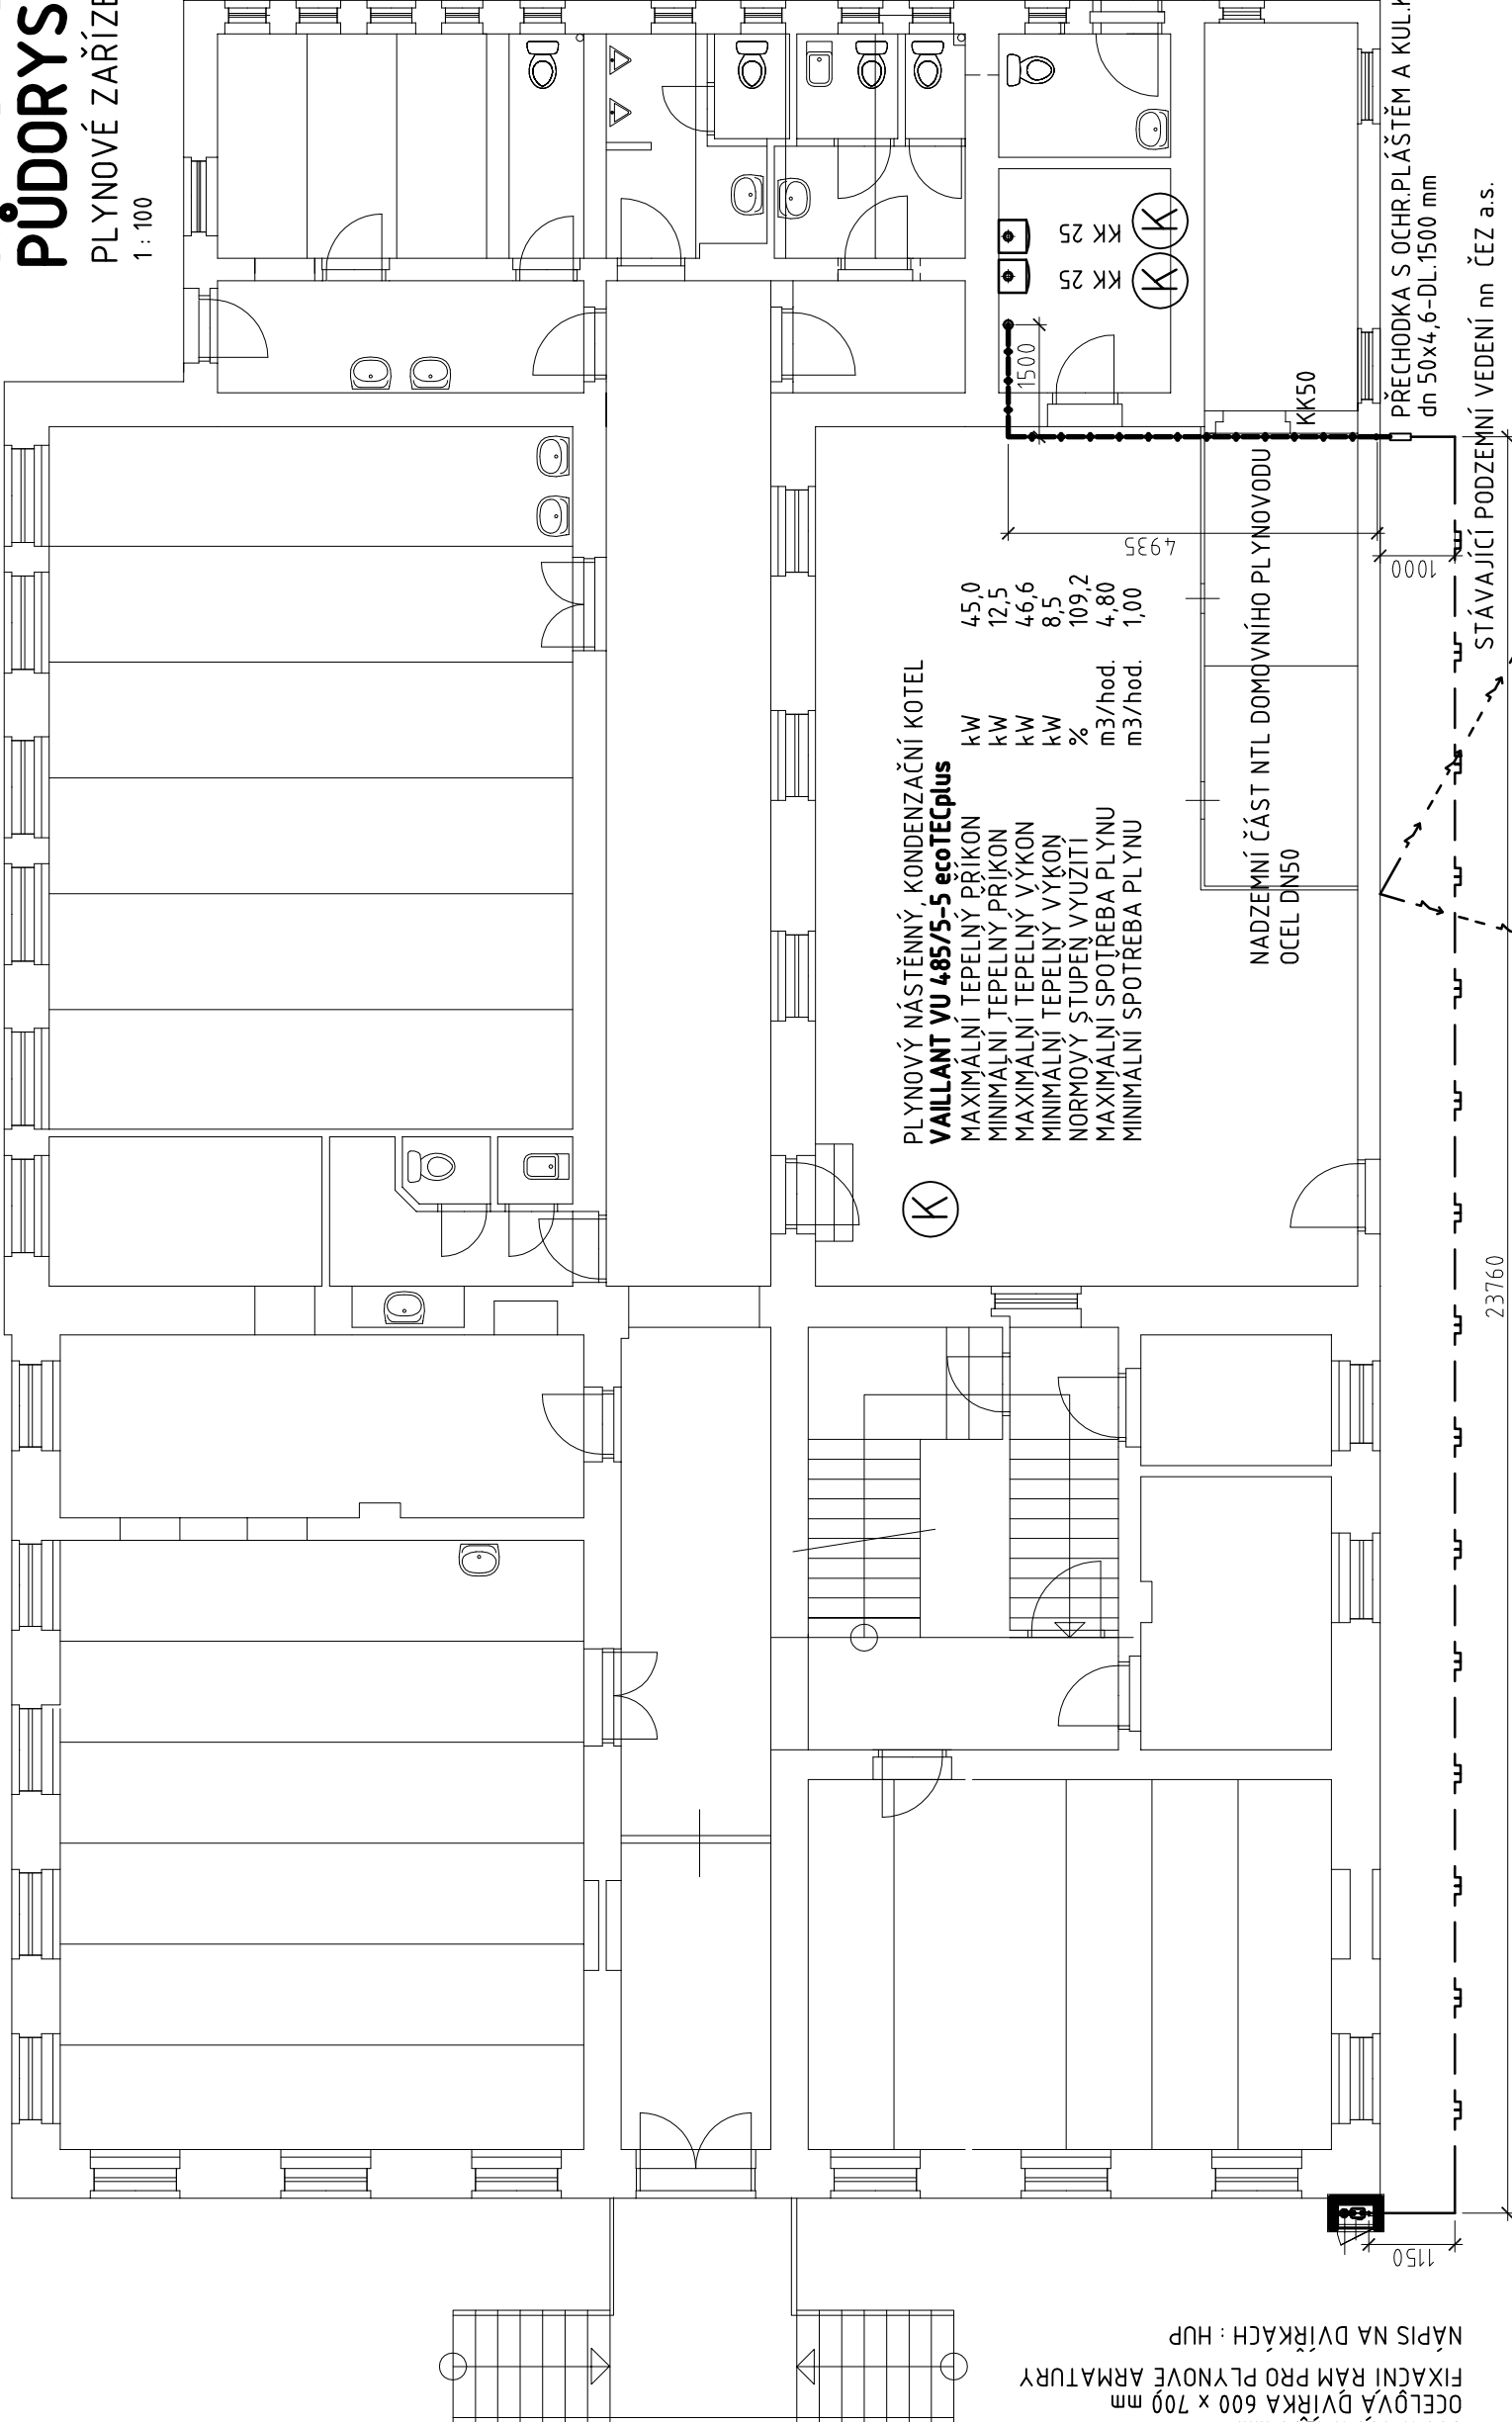 PŮDORYS
PLYNOVÉ
1 : 100
KK 25
KK 25
K
K
1500
KK50
PŘECHODKA S OCHR.PLÁŠTĚM A
dn 50x4,6-DL.1500 mm
STÁVAJÍCÍ PODZEMNÍ VEDENÍ nn ČEZ a.s.
4935
1000
PLYNOVÝ NÁSTĚNNÝ, KONDENZAČNÍ KOTEL
VAILLANT VU 485/5-5 ecoTECplus
MAXIMÁLNÍ TEPELNÝ PŘÍKON kW 45,0
MINIMÁLNÍ TEPELNÝ PŘÍKON kW 12,5
MAXIMÁLNÍ TEPELNÝ VÝKON kW 46,6
MINIMÁLNÍ TEPELNÝ VÝKON kW 8,5
NORMOVÝ STUPEŇ VYUŽITÍ % 109,2
MAXIMÁLNÍ SPOTŘEBA PLYNU m3/hod. 4,80
MINIMÁLNÍ SPOTŘEBA PLYNU m3/hod. 1,00
K
NADZEMNÍ ČÁST NTL DOMOVNÍHO PLYNOVODU
OCEL DN50
23760
1150
OCELOVÁ DVÍŘKA 600 x 700 mm
FIXAČNÍ RÁM PRO PLYNOVÉ ARMATURY
NÁPIS NA DVÍŘKÁCH : HUP